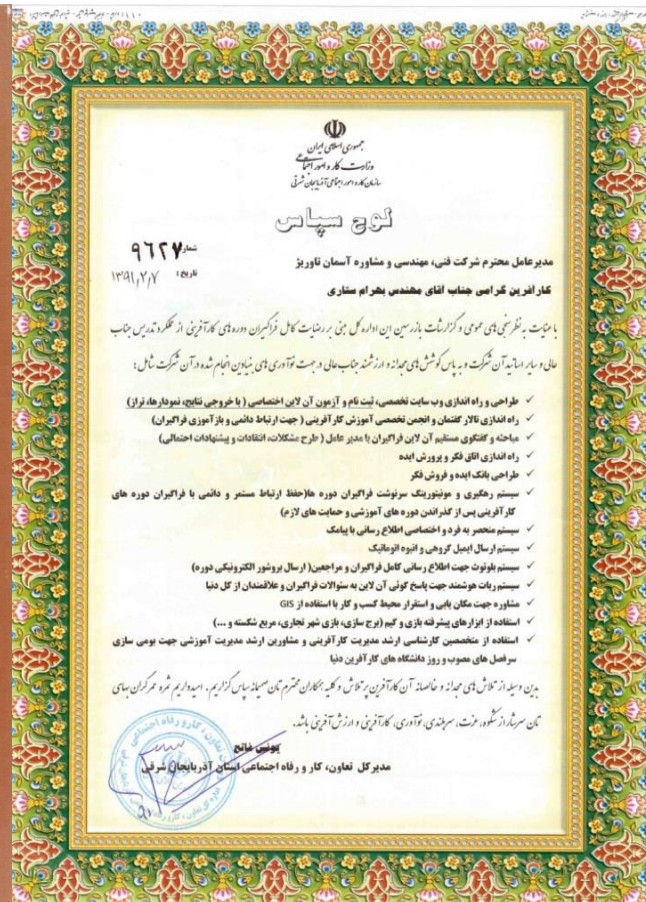 جمهوری اسلامی ایران
وزارت کار و امور اجتماعی
سازمان کار و امور اجتماعی آذربایجان شرقی
لوح سپاس
شماره ۹۶۲۷
تاریخ: ۱۳۹۱/۲/۷
مدیرعامل محترم شرکت فنی، مهندسی و مشاوره آسمان تاوریژ
کارآفرین گرامی جناب آقای مهندس بهرام ستاری
با عنایت به نظرسنجی های عمومی و گزارشات بازرسین این اداره کل مبنی بر رضایت کامل فراگیران دوره های کارآفرینی از عملکرد تدریس جناب
عالی و سایر اساتید آن شرکت و به پاس کوشش های مجدانه و ارزشمند جناب عالی در جهت نوآوری های بنیادین انجام شده در آن شرکت شامل:
✓ طراحی و راه اندازی وب سایت تخصصی، ثبت نام و آزمون آن لاین اختصاصی ( با خروجی نتایج، نمودارها، تراز)
✓ راه اندازی تالار گفتمان و انجمن تخصصی آموزش کارآفرینی ( جهت ارتباط دائمی و بازآموزی فراگیران)
✓ مباحثه و گفتگوی مستقیم آن لاین فراگیران با مدیر عامل ( طرح مشکلات، انتقادات و پیشنهادات احتمالی)
✓ راه اندازی اتاق فکر و پرورش ایده
✓ طراحی بانک ایده و فروش فکر
✓ سیستم رهگیری و مونیتورینگ سرنوشت فراگیران دوره ها(حفظ ارتباط مستمر و دائمی با فراگیران دوره های
کارآفرینی پس از گذراندن دوره های آموزشی و حمایت های لازم)
✓ سیستم منحصر به فرد و اختصاصی اطلاع رسانی با پیامک
✓ سیستم ارسال ایمیل گروهی و انبوه اتوماتیک
✓ سیستم بلوتوث جهت اطلاع رسانی کامل فراگیران و مراجعین( ارسال بروشور الکترونیکی دوره)
✓ سیستم ربات هوشمند جهت پاسخ گوئی آن لاین به سئوالات فراگیران و علاقمندان از کل دنیا
✓ مشاوره جهت مکان یابی و استقرار محیط کسب و کار با استفاده از GIS
✓ استفاده از ابزارهای پیشرفته بازی و گیم (برج سازی، بازی شهر تجاری، مربع شکسته و ...)
✓ استفاده از متخصصین کارشناسی ارشد مدیریت کارآفرینی و مشاورین ارشد مدیریت آموزشی جهت بومی سازی
سرفصل های مصوب و روز دانشگاه های کارآفرین دنیا
بدین وسیله از تلاش های مجدانه و خالصانه آن کارآفرین پر تلاش و کلیه همکاران محترم تان صمیمانه سپاس گزاریم. امیدواریم ثمره عمر گران بهای
تان سرشار از شکوه، عزت، سربلندی، نوآوری، کارآفرینی و ارزش آفرینی باشد.
یونس فاتح
مدیرکل تعاون، کار و رفاه اجتماعی استان آذربایجان شرقی